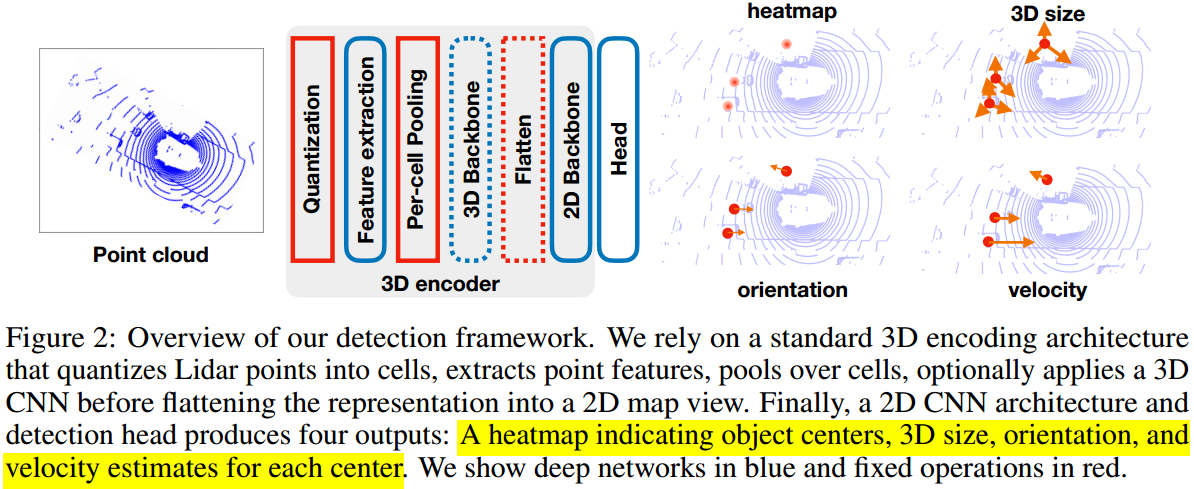 heatmap
3D size
Quantization
Feature extraction
Per-cell Pooling
3D Backbone
Flatten
2D Backbone
Head
Point cloud
3D encoder
orientation
velocity
Figure 2: Overview of our detection framework. We rely on a standard 3D encoding architecture
that quantizes Lidar points into cells, extracts point features, pools over cells, optionally applies a 3D
CNN before flattening the representation into a 2D map view. Finally, a 2D CNN architecture and
detection head produces four outputs: A heatmap indicating object centers, 3D size, orientation, and
velocity estimates for each center. We show deep networks in blue and fixed operations in red.